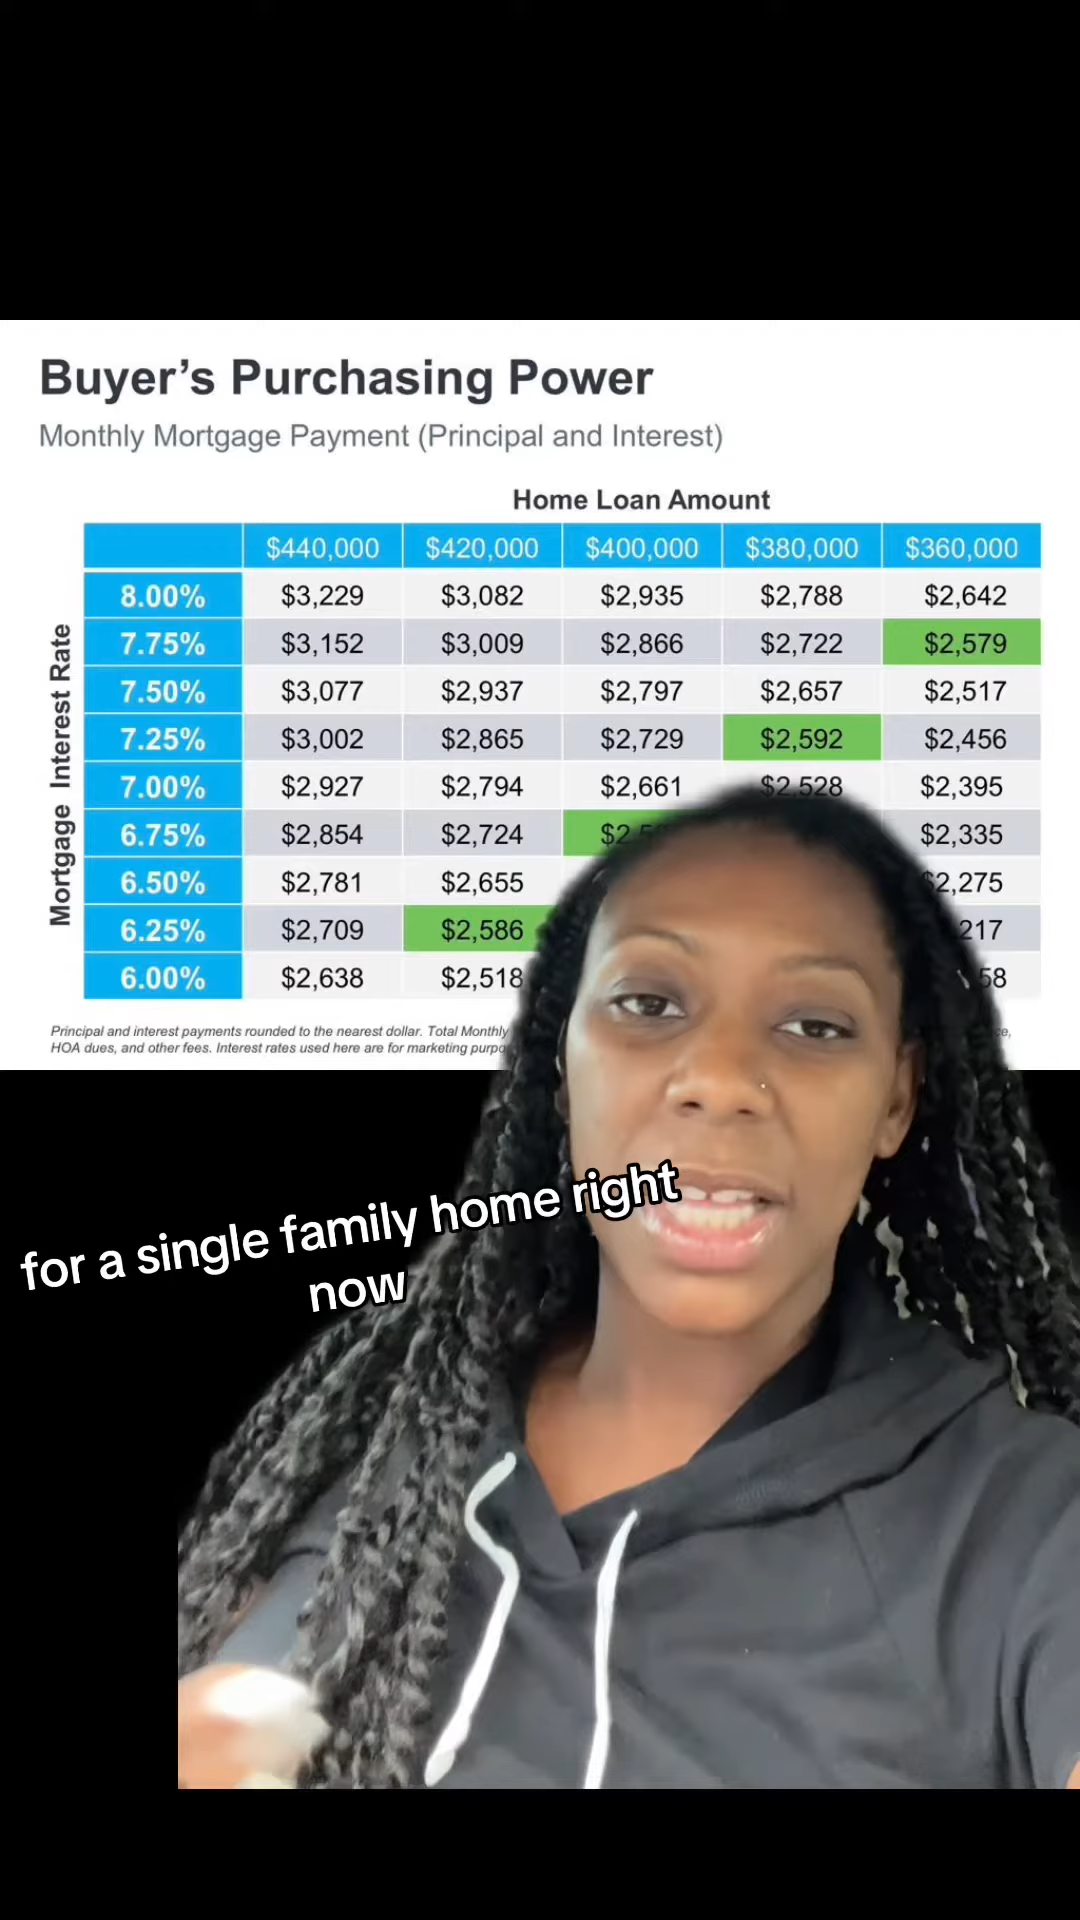 Buyer’s Purchasing Power
Monthly Mortgage Payment (Principal and Interest)
Home Loan Amount
$440,000 $420,000 $400,000 $380,000 $360,000
Mortgage Interest Rate
8.00% $3,229 $3,082 $2,935 $2,788 $2,642
7.75% $3,152 $3,009 $2,866 $2,722 $2,579
7.50% $3,077 $2,937 $2,797 $2,657 $2,517
7.25% $3,002 $2,865 $2,729 $2,592 $2,456
7.00% $2,927 $2,794 $2,661 $2,528 $2,395
6.75% $2,854 $2,724 $2,335
6.50% $2,781 $2,655 $2,275
6.25% $2,709 $2,586 217
6.00% $2,638 $2,518 58
Principal and interest payments rounded to the nearest dollar. Total Monthly
HOA dues, and other fees. Interest rates used here are for marketing
for a single family home right
now